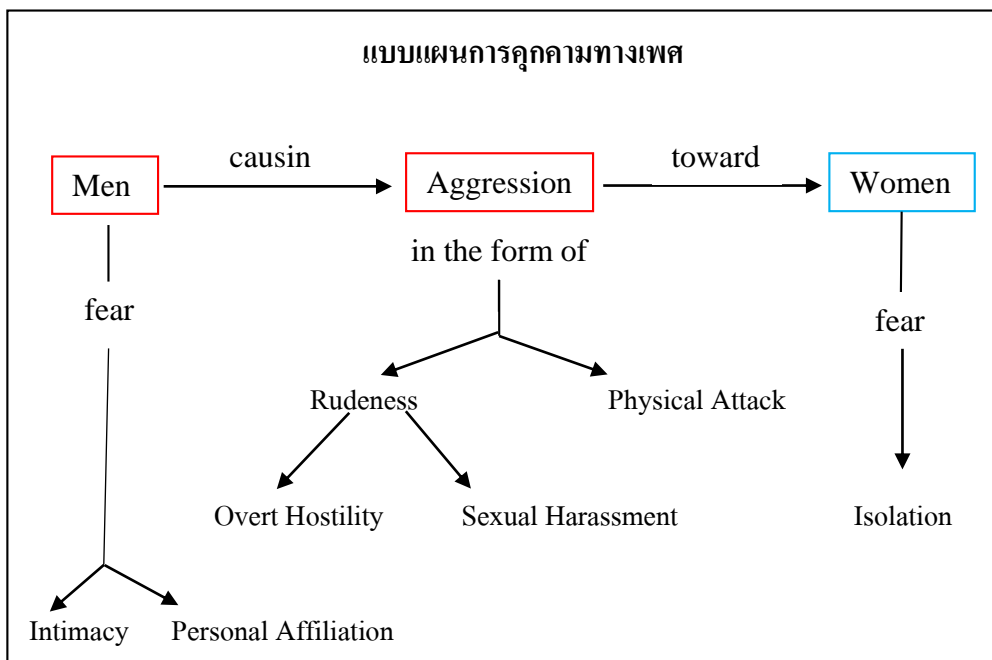 แบบแผนการคุกคามทางเพศ
causin
toward
Men
Aggression
Women
in the form of
fear
fear
Rudeness
Physical Attack
Overt Hostility
Sexual Harassment
Isolation
Intimacy
Personal Affiliation